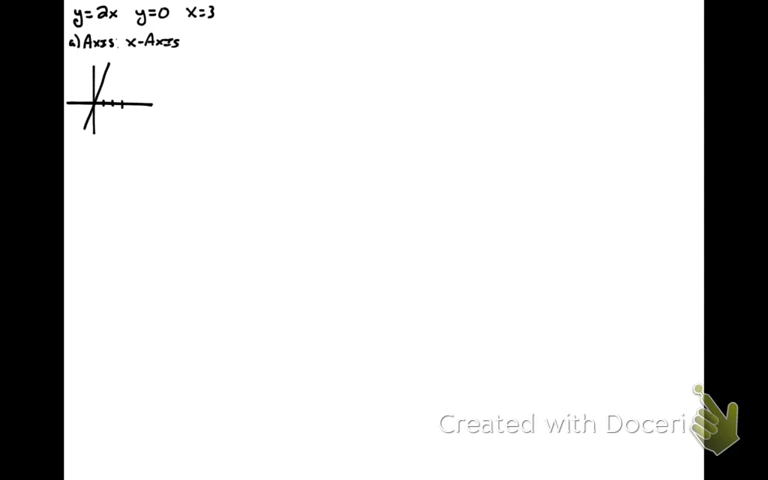 y=2x y=0 x=3
a) Axis: x-Axis
Created with Doceri